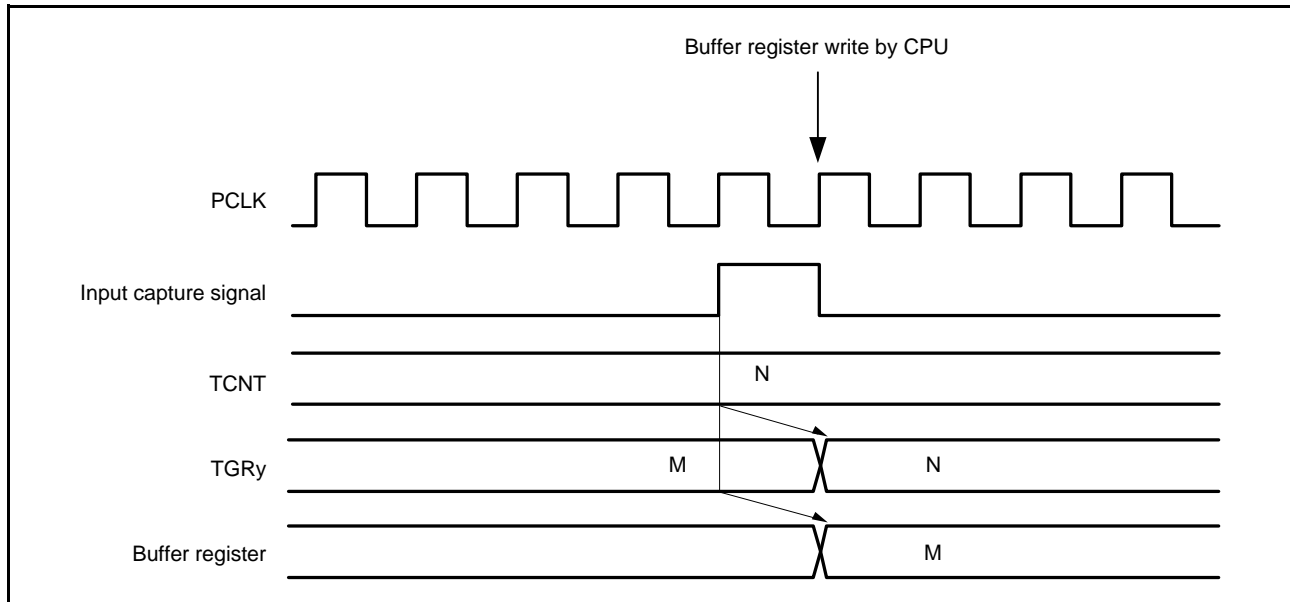 Buffer register write by CPU
PCLK
Input capture signal
TCNT
N
TGRy
M
N
Buffer register
M